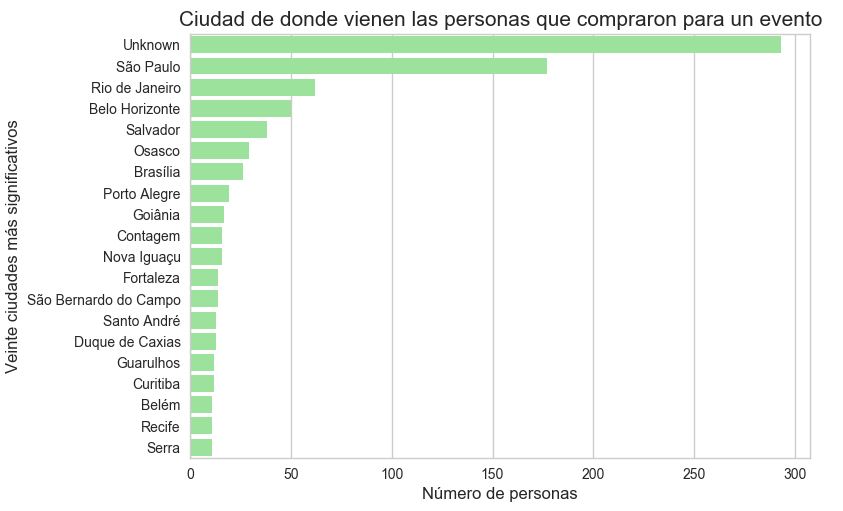 Ciudad de donde vienen las personas que compraron para un evento
Veinte ciudades más significativos
Unknown
São Paulo
Rio de Janeiro
Belo Horizonte
Salvador
Osasco
Brasília
Porto Alegre
Goiânia
Contagem
Nova Iguaçu
Fortaleza
São Bernardo do Campo
Santo André
Duque de Caxias
Guarulhos
Curitiba
Belém
Recife
Serra
0 50 100 150 200 250 300
Número de personas